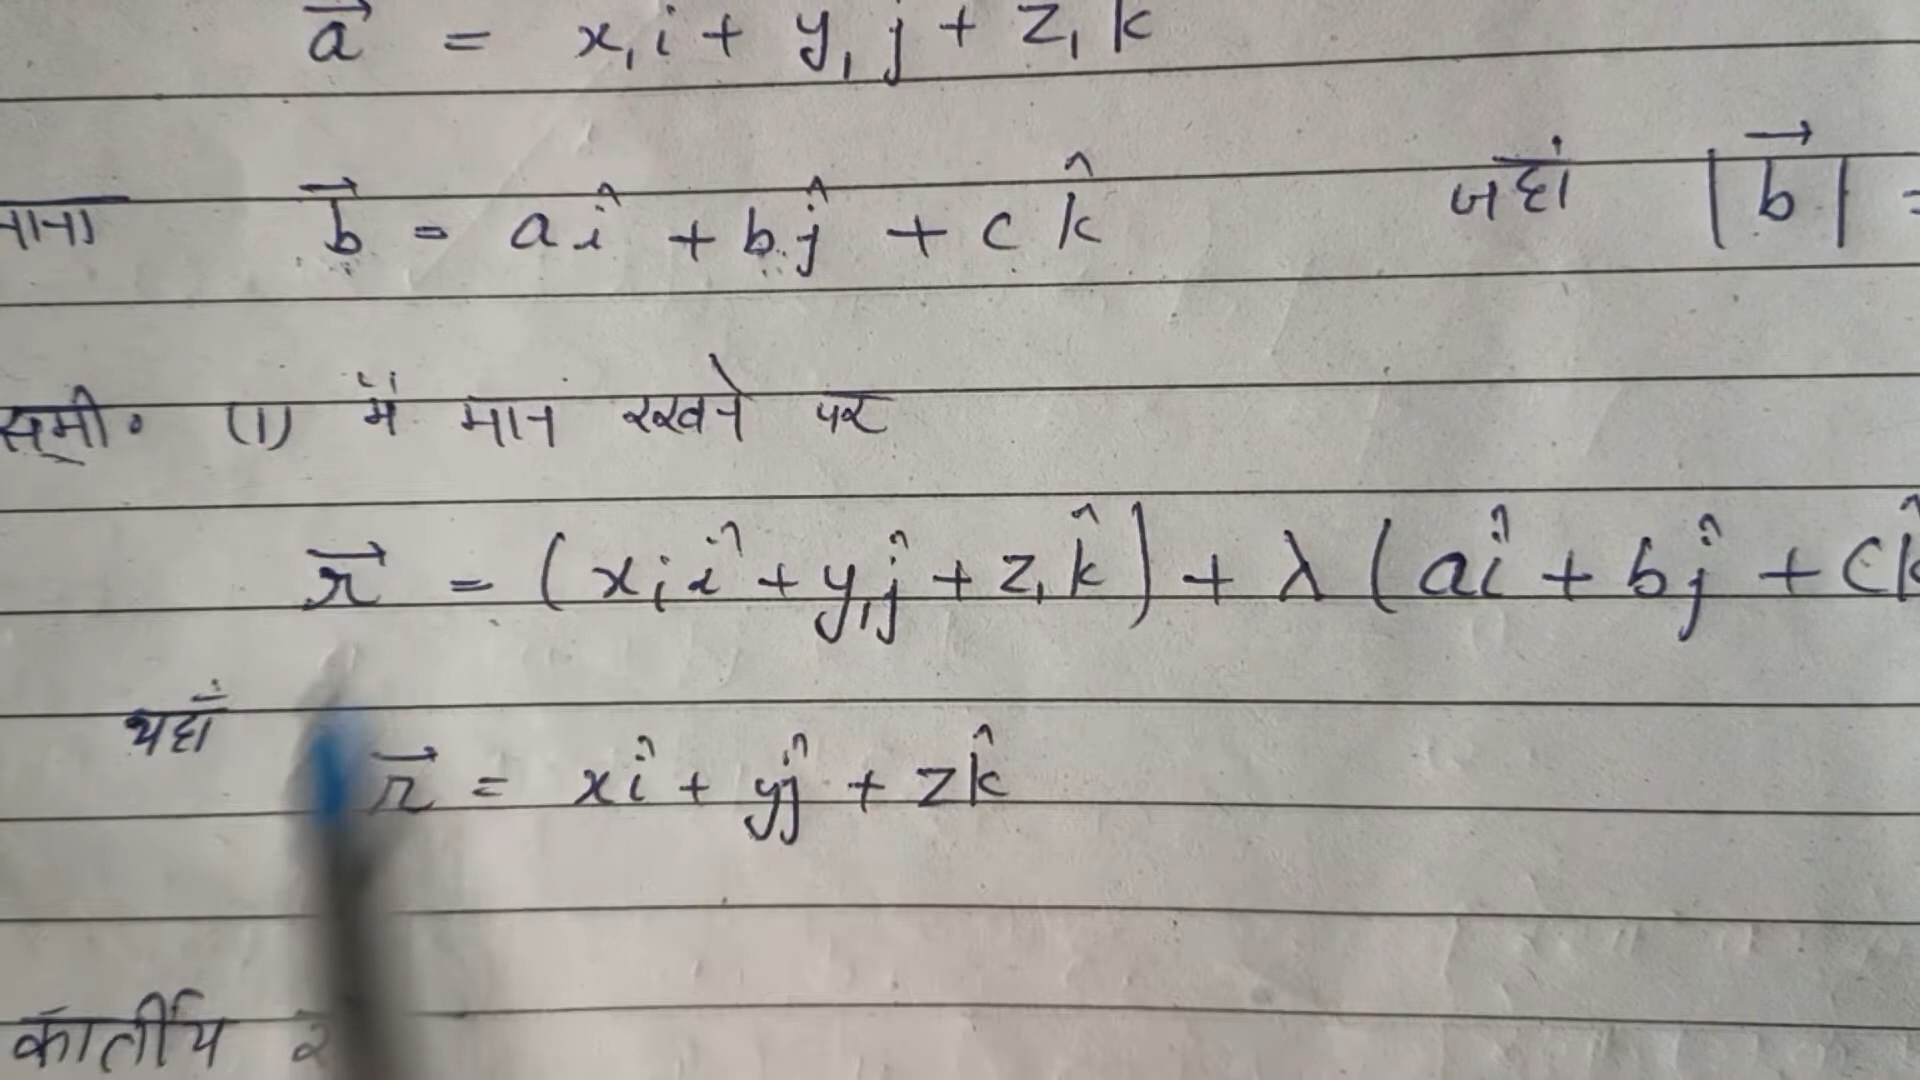 a⃗ = x₁i + y₁j + z₁k
माना b⃗ = aî + bĵ + ck̂ जहां |b⃗| =
समी॰ (1) में मान रखने पर
r⃗ = (x₁î + y₁ĵ + z₁k̂) + λ(aî + bĵ + ck̂
यहाँ
r⃗ = xî + yĵ + zk̂
कार्तीय